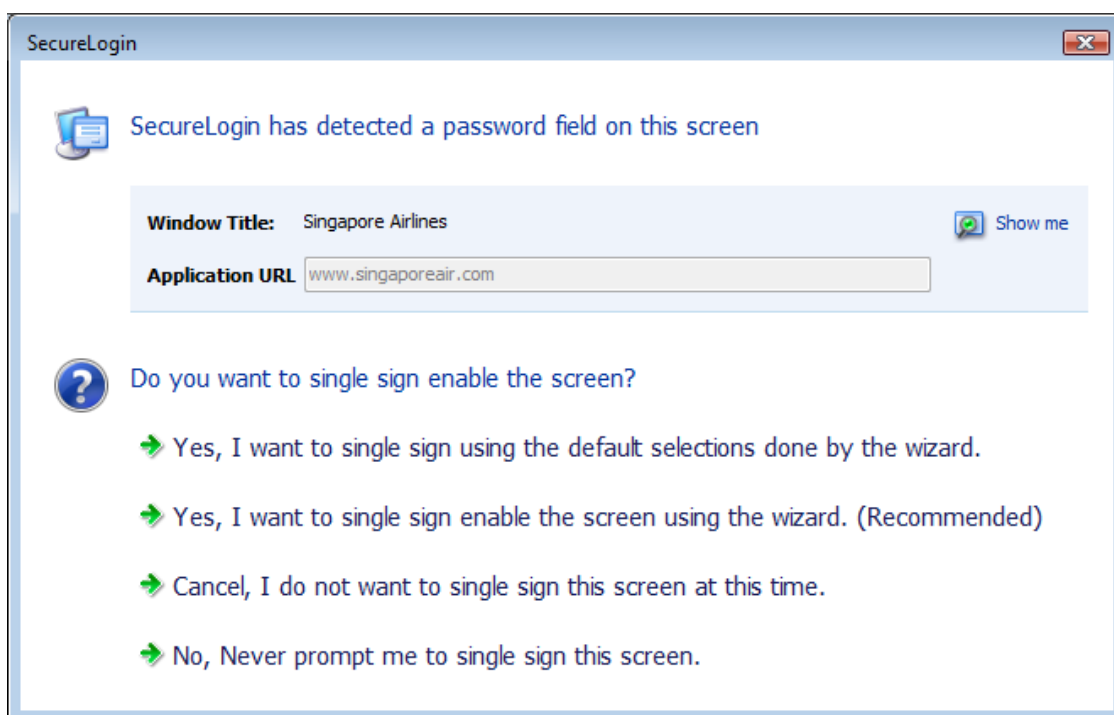 SecureLogin
SecureLogin has detected a password field on this screen
Window Title: Singapore Airlines Show me
Application URL www.singaporeair.com
Do you want to single sign enable the screen?
Yes, I want to single sign using the default selections done by the wizard.
Yes, I want to single sign enable the screen using the wizard. (Recommended)
Cancel, I do not want to single sign this screen at this time.
No, Never prompt me to single sign this screen.